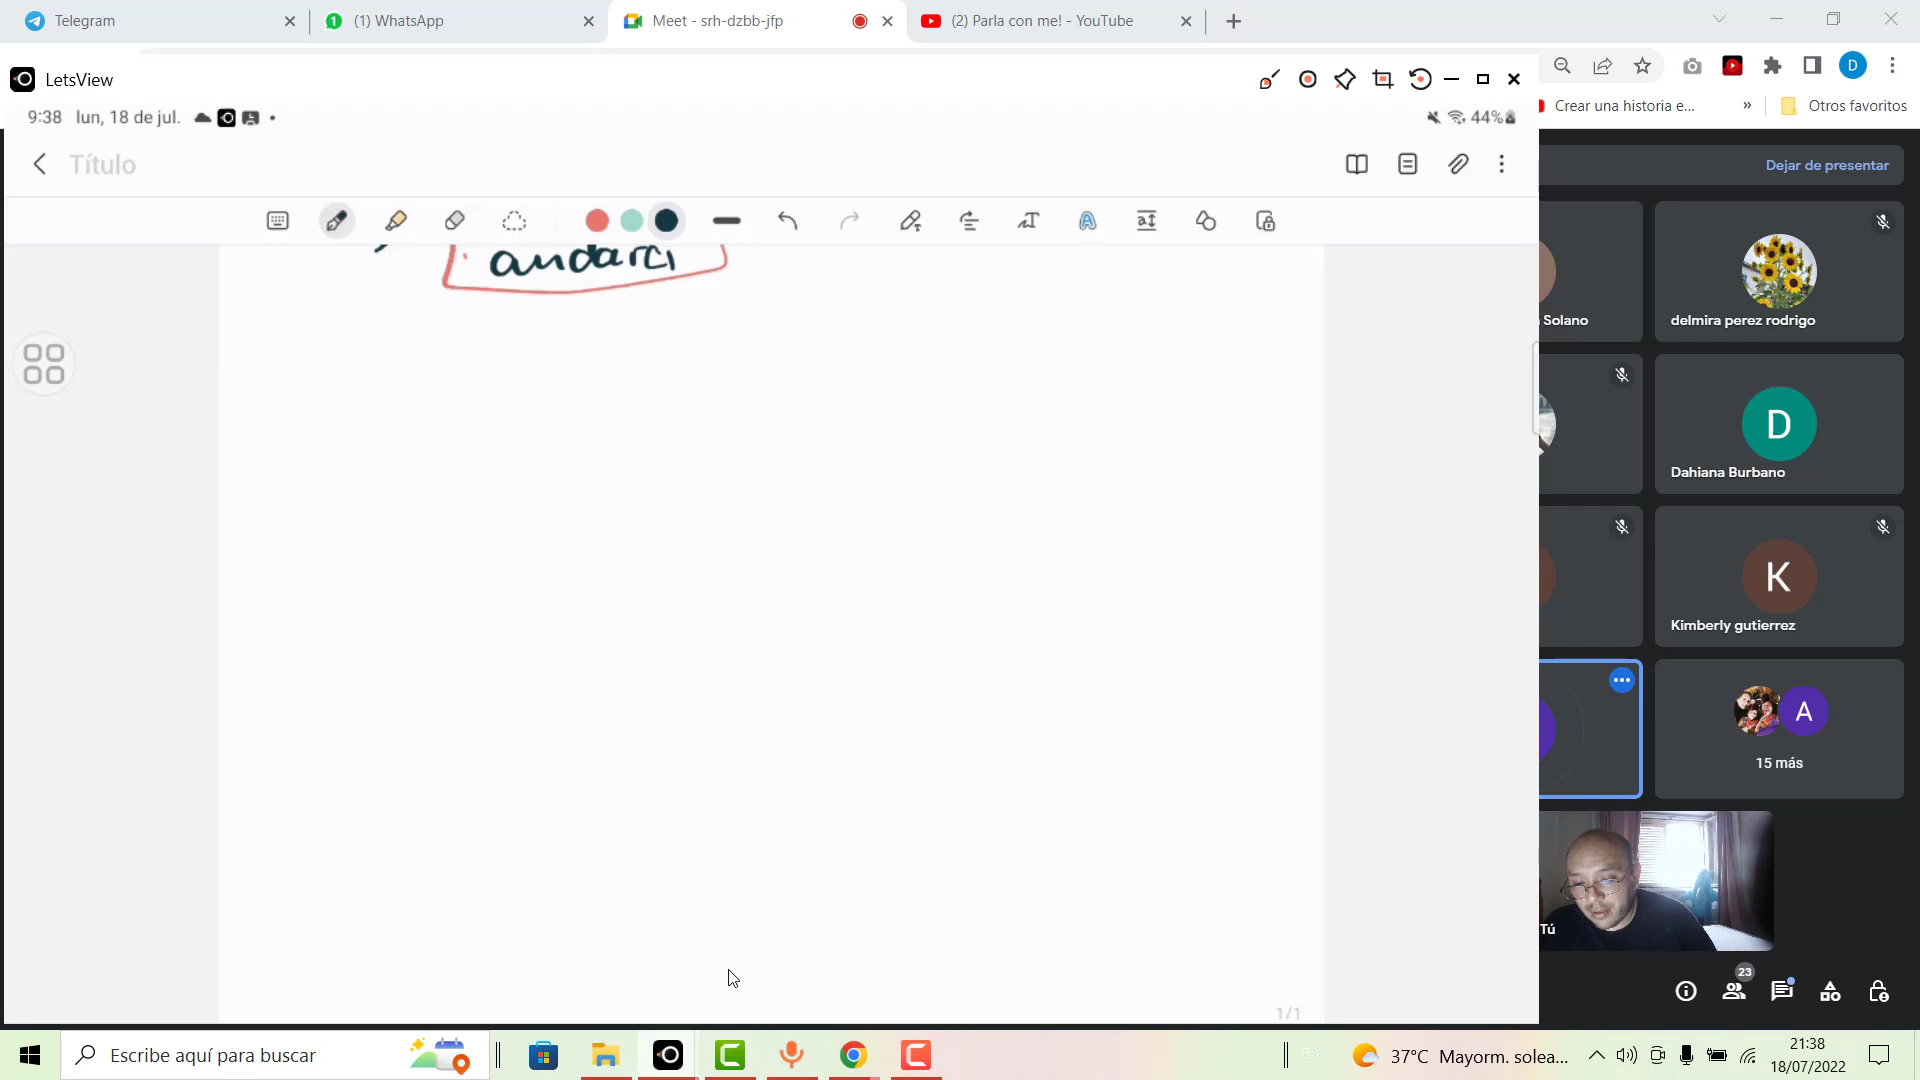 Telegram
(1) WhatsApp
Meet - srh-dzbb-jfp
(2) Parla con me! - YouTube
LetsView
Crear una historia e...
»
Otros favoritos
D
9:38 lun, 18 de jul.
44%
Título
Dejar de presentar
andarci
Solano
delmira perez rodrigo
D
Dahiana Burbano
K
Kimberly gutierrez
A
15 más
Tú
23
1/1
Escribe aquí para buscar
37°C Mayorm. solea...
21:38
18/07/2022